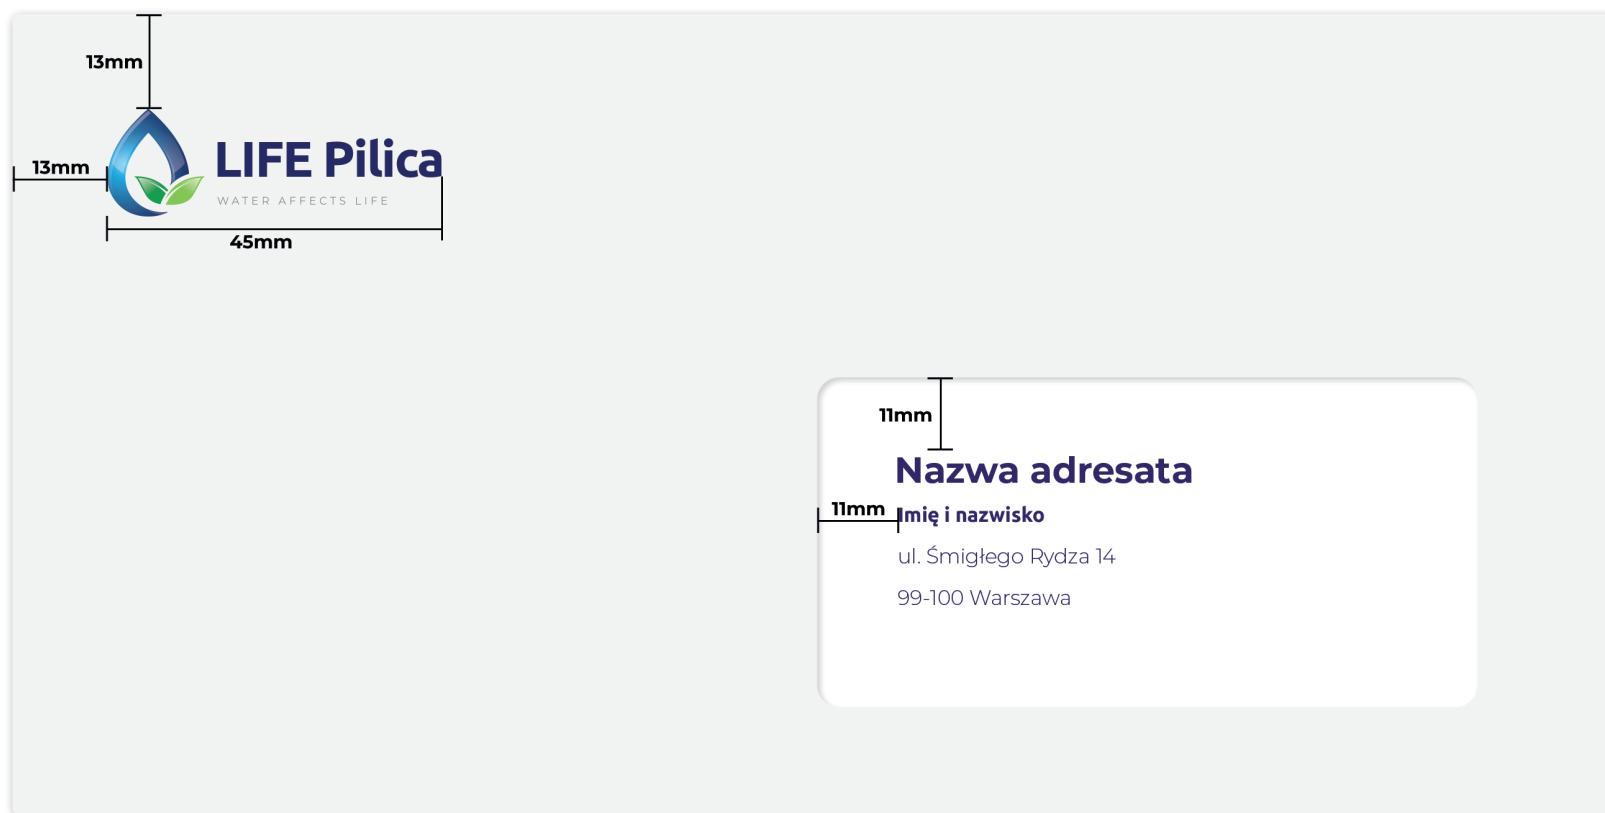 13mm
13mm
LIFE Pilica
WATER AFFECTS LIFE
45mm
11mm
Nazwa adresata
11mm
Imię i nazwisko
ul. Śmigłego Rydza 14
99-100 Warszawa